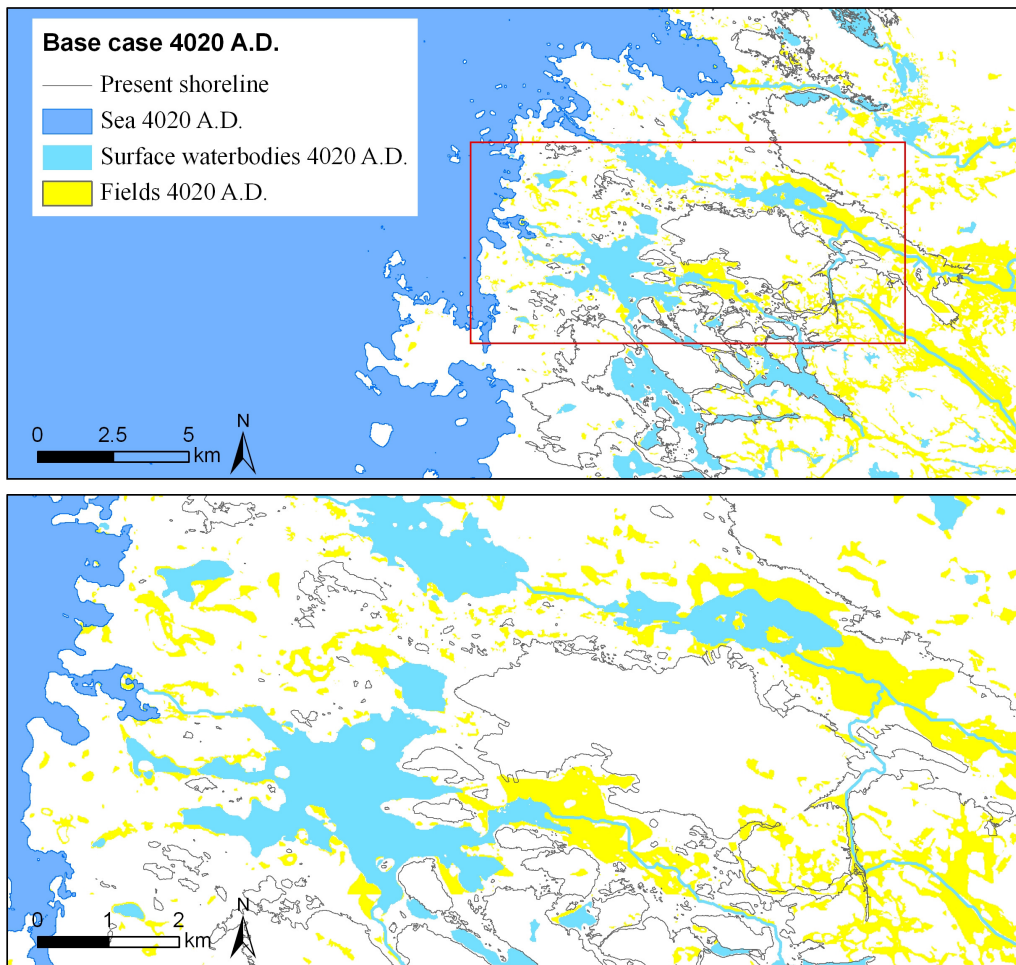 Base case 4020 A.D.
Present shoreline
Sea 4020 A.D.
Surface waterbodies 4020 A.D.
Fields 4020 A.D.
0 2.5 5
km
N
0 1 2
km
N